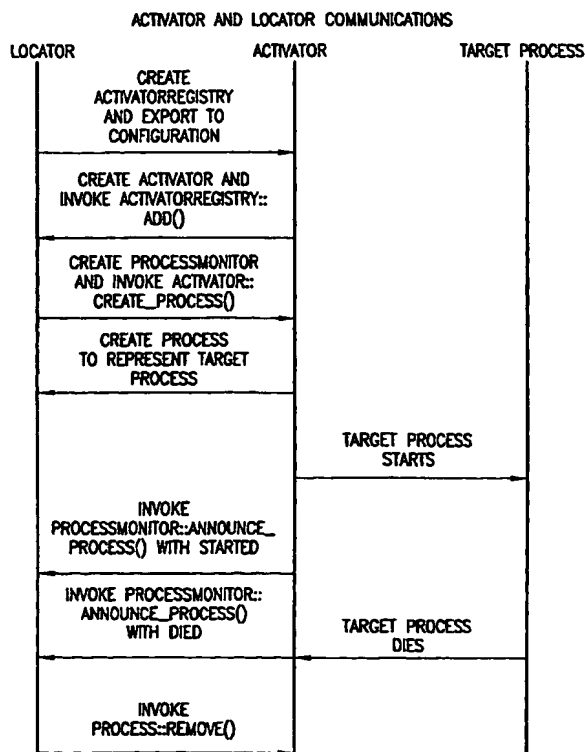 ACTIVATOR AND LOCATOR COMMUNICATIONS
LOCATOR
ACTIVATOR
TARGET PROCESS
CREATE
ACTIVATORREGISTRY
AND EXPORT TO
CONFIGURATION
CREATE ACTIVATOR AND
INVOKE ACTIVATORREGISTRY::
ADD()
CREATE PROCESSMONITOR
AND INVOKE ACTIVATOR::
CREATE_PROCESS()
CREATE PROCESS
TO REPRESENT TARGET
PROCESS
TARGET PROCESS
STARTS
INVOKE
PROCESSMONITOR::ANNOUNCE_
PROCESS() WITH STARTED
INVOKE PROCESSMONITOR::
ANNOUNCE_PROCESS()
WITH DIED
TARGET PROCESS
DIES
INVOKE
PROCESS::REMOVE()